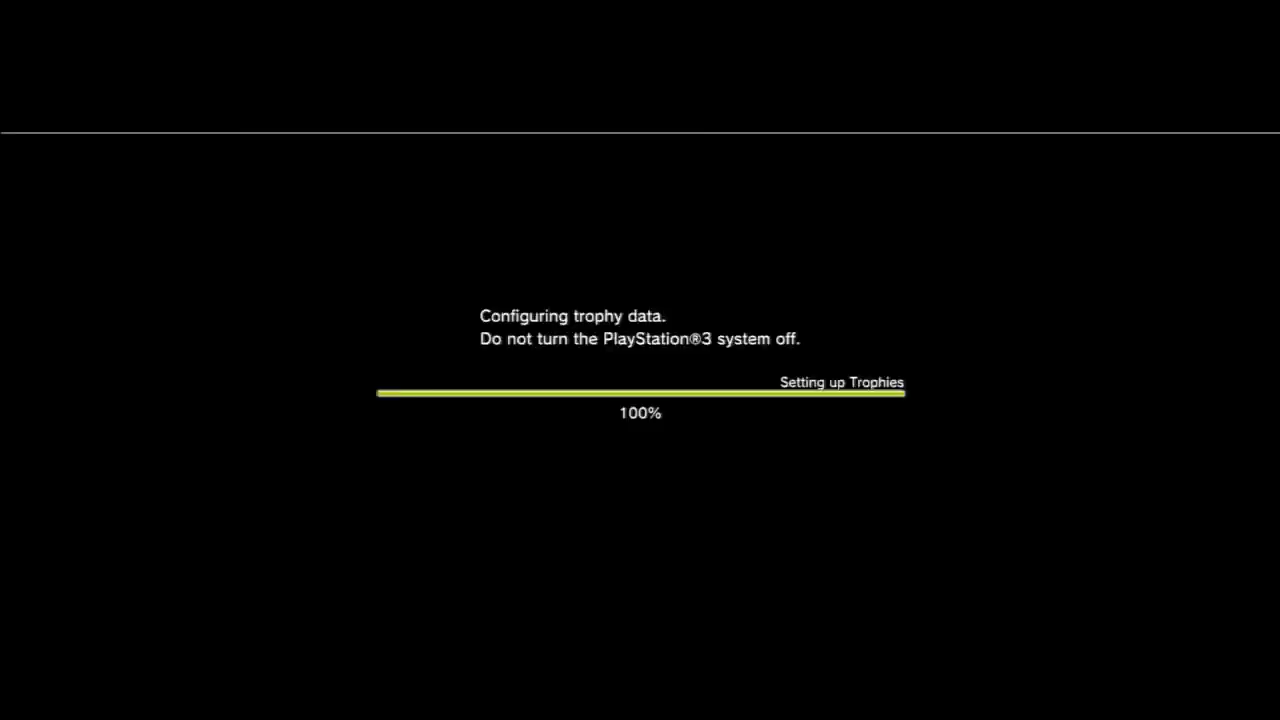 Configuring trophy data.
Do not turn the PlayStation®3 system off.
Setting up Trophies
100%